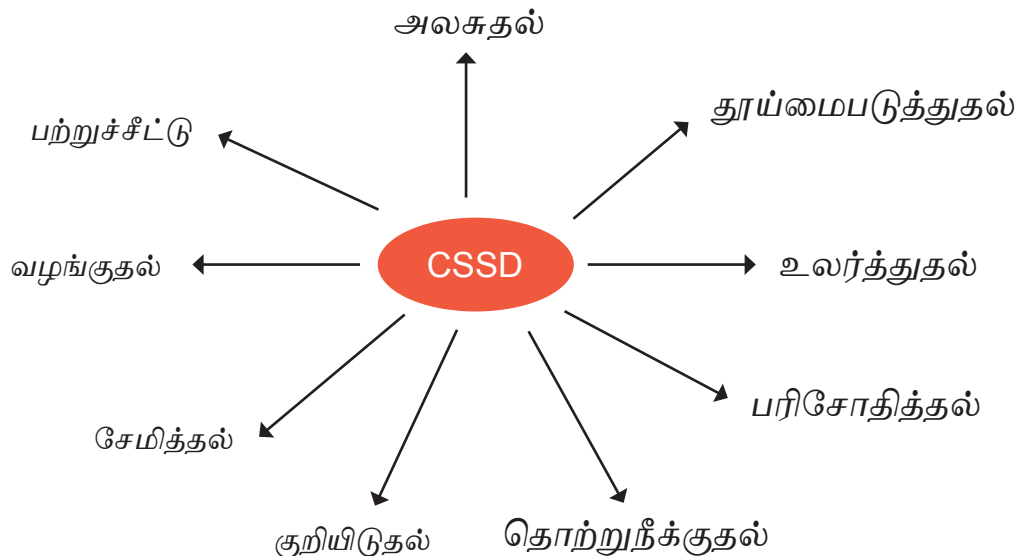 அலசுதல்
தூய்மைபடுத்துதல்
பற்றுச்சீட்டு
CSSD
வழங்குதல்
உலர்த்துதல்
பரிசோதித்தல்
சேமித்தல்
குறியிடுதல்
தொற்றுநீக்குதல்